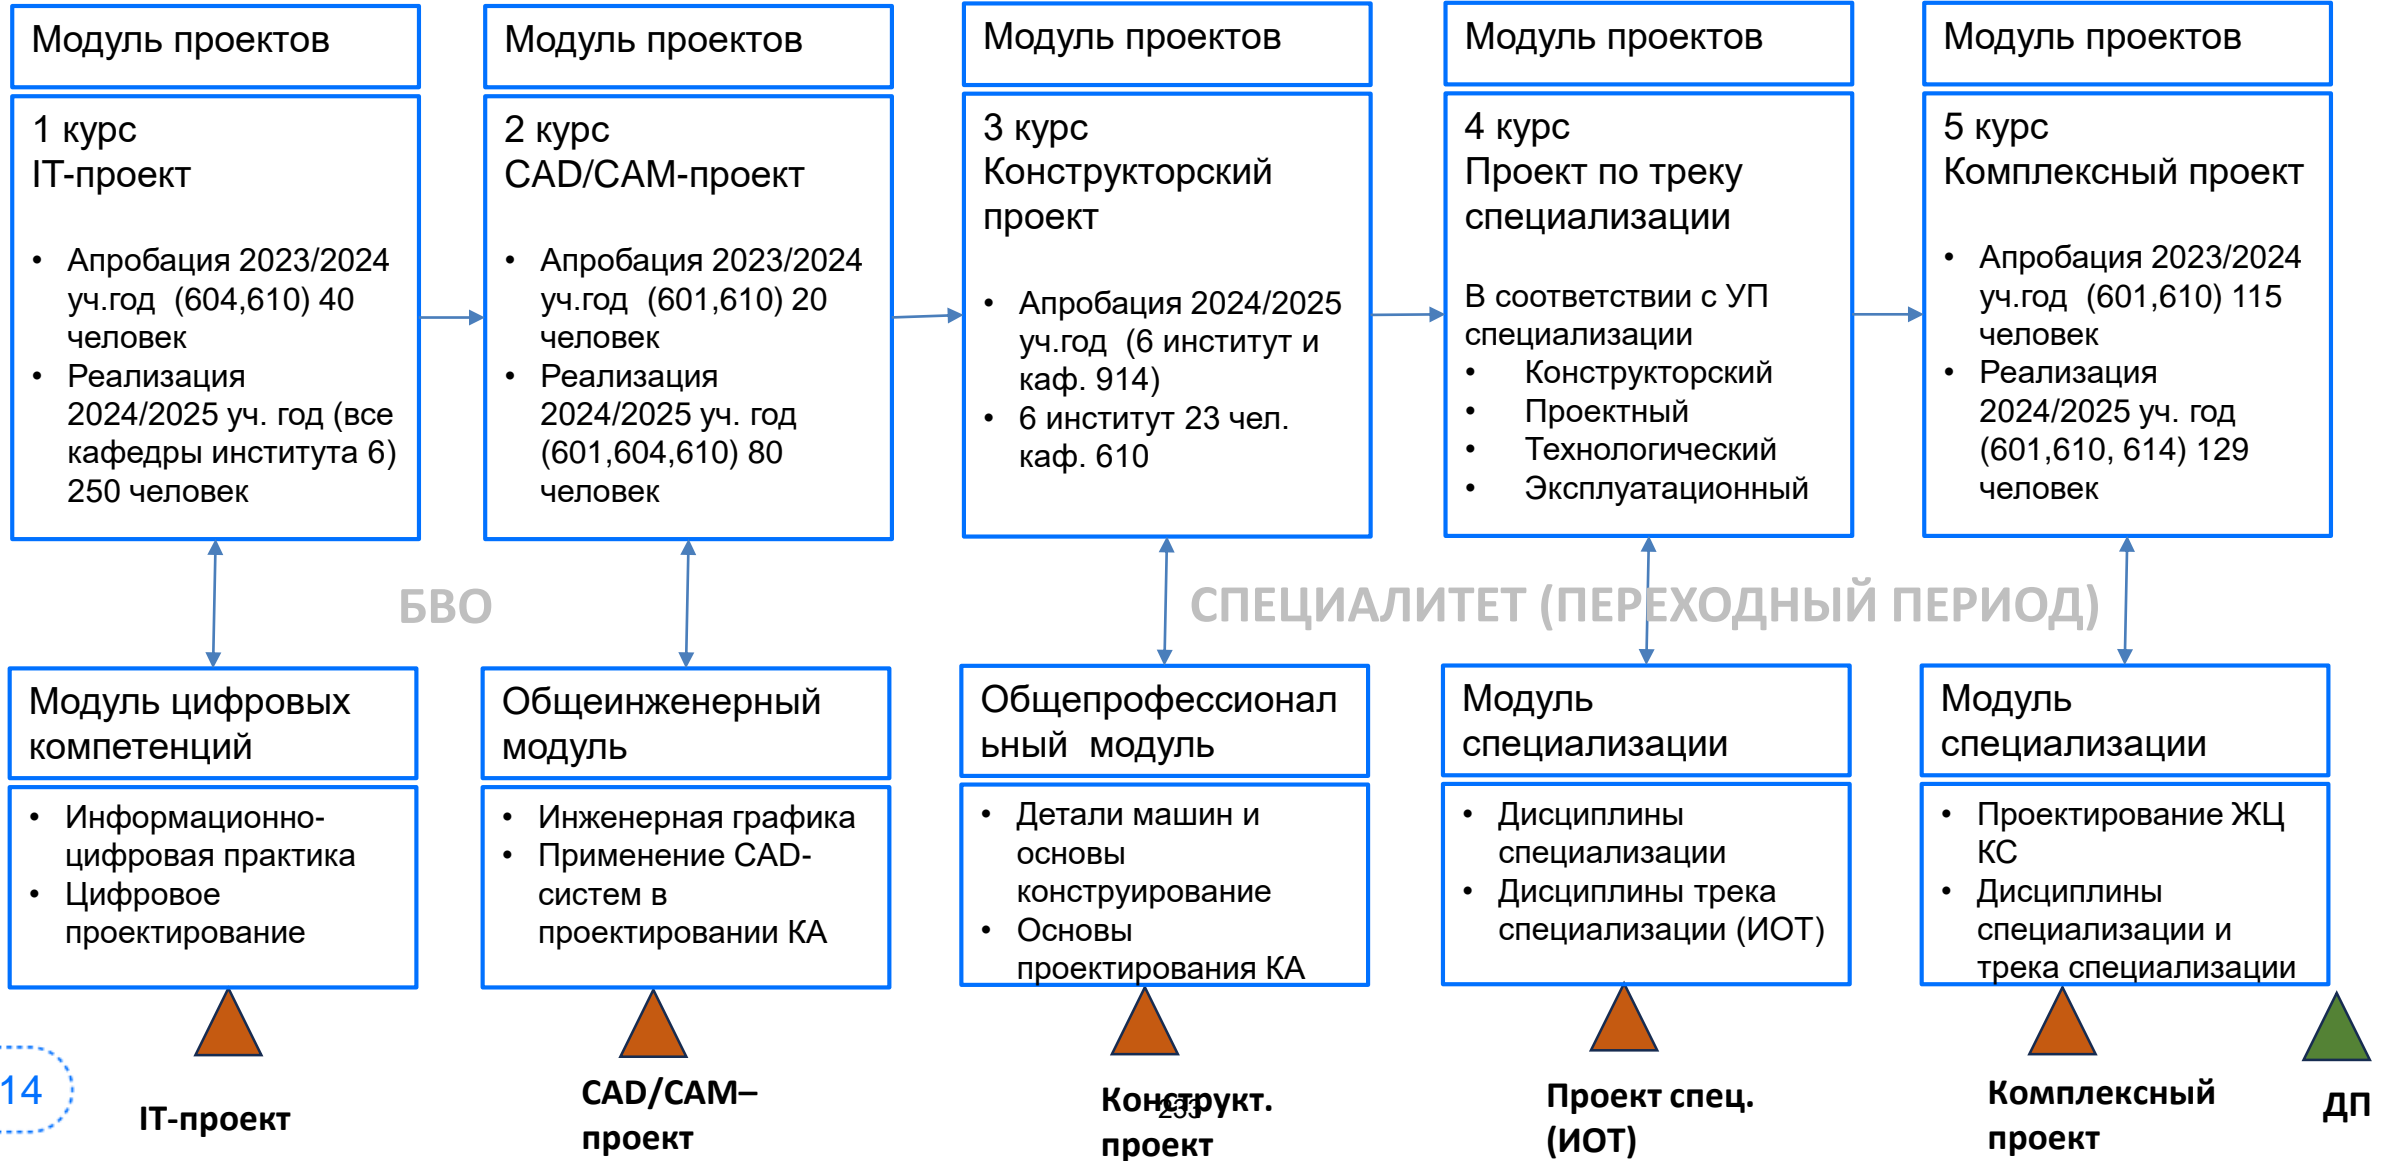 Модуль проектов
1 курс
IT-проект
• Апробация 2023/2024
уч.год (604,610) 40
человек
• Реализация
2024/2025 уч. год (все
кафедры института 6)
250 человек
Модуль проектов
2 курс
CAD/CAM-проект
• Апробация 2023/2024
уч.год (601,610) 20
человек
• Реализация
2024/2025 уч. год
(601,604,610) 80
человек
Модуль проектов
3 курс
Конструкторский
проект
• Апробация 2024/2025
уч.год (6 институт и
каф. 914)
• 6 институт 23 чел.
каф. 610
Модуль проектов
4 курс
Проект по треку
специализации
В соответствии с УП
специализации
• Конструкторский
• Проектный
• Технологический
• Эксплуатационный
Модуль проектов
5 курс
Комплексный проект
• Апробация 2023/2024
уч.год (601,610) 115
человек
• Реализация
2024/2025 уч. год
(601,610, 614) 129
человек
БВО
СПЕЦИАЛИТЕТ (ПЕРЕХОДНЫЙ ПЕРИОД)
Модуль цифровых
компетенций
• Информационно-
цифровая практика
• Цифровое
проектирование
Общеинженерный
модуль
• Инженерная графика
• Применение CAD-
систем в
проектировании КА
Общепрофессионал
ьный модуль
• Детали машин и
основы
конструирование
• Основы
проектирования КА
Модуль
специализации
• Дисциплины
специализации
• Дисциплины трека
специализации (ИОТ)
Модуль
специализации
• Проектирование ЖЦ
КС
• Дисциплины
специализации и
трека специализации
14
IT-проект
CAD/CAM–
проект
Конструкт.
проект
233
Проект спец.
(ИОТ)
Комплексный
проект
ДП